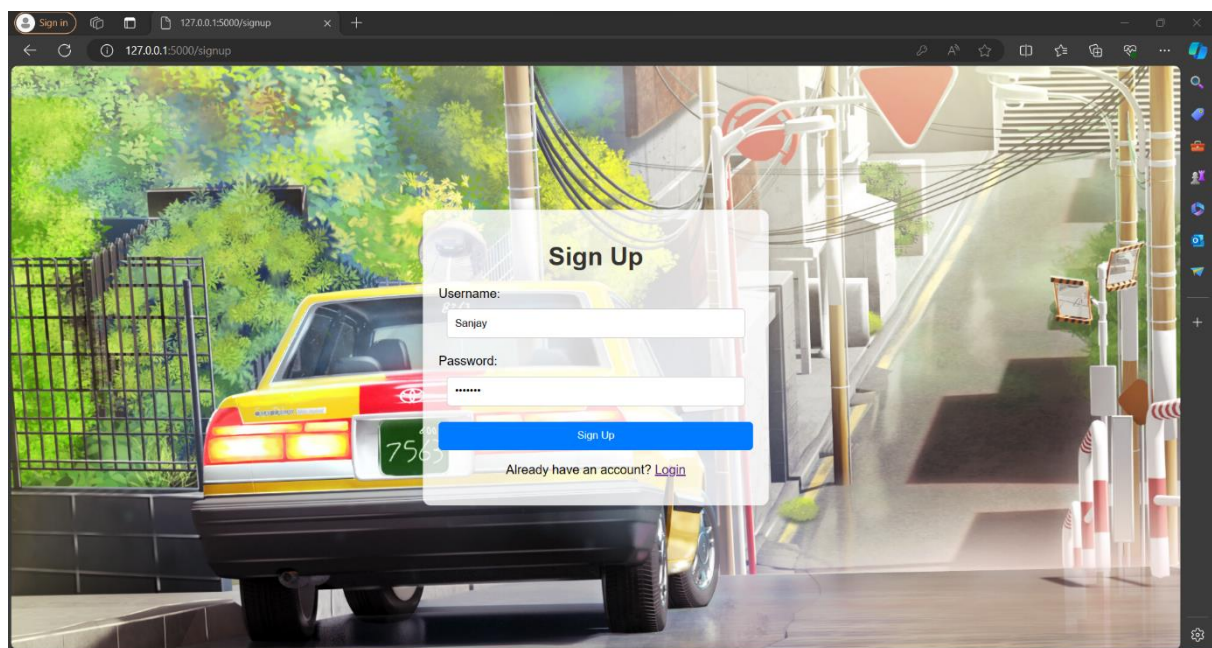 Sign in
127.0.0.1:5000/signup
127.0.0.1:5000/signup
Sign Up
Username:
Sanjay
Password:
•••••••
Sign Up
Already have an account? Login
7563